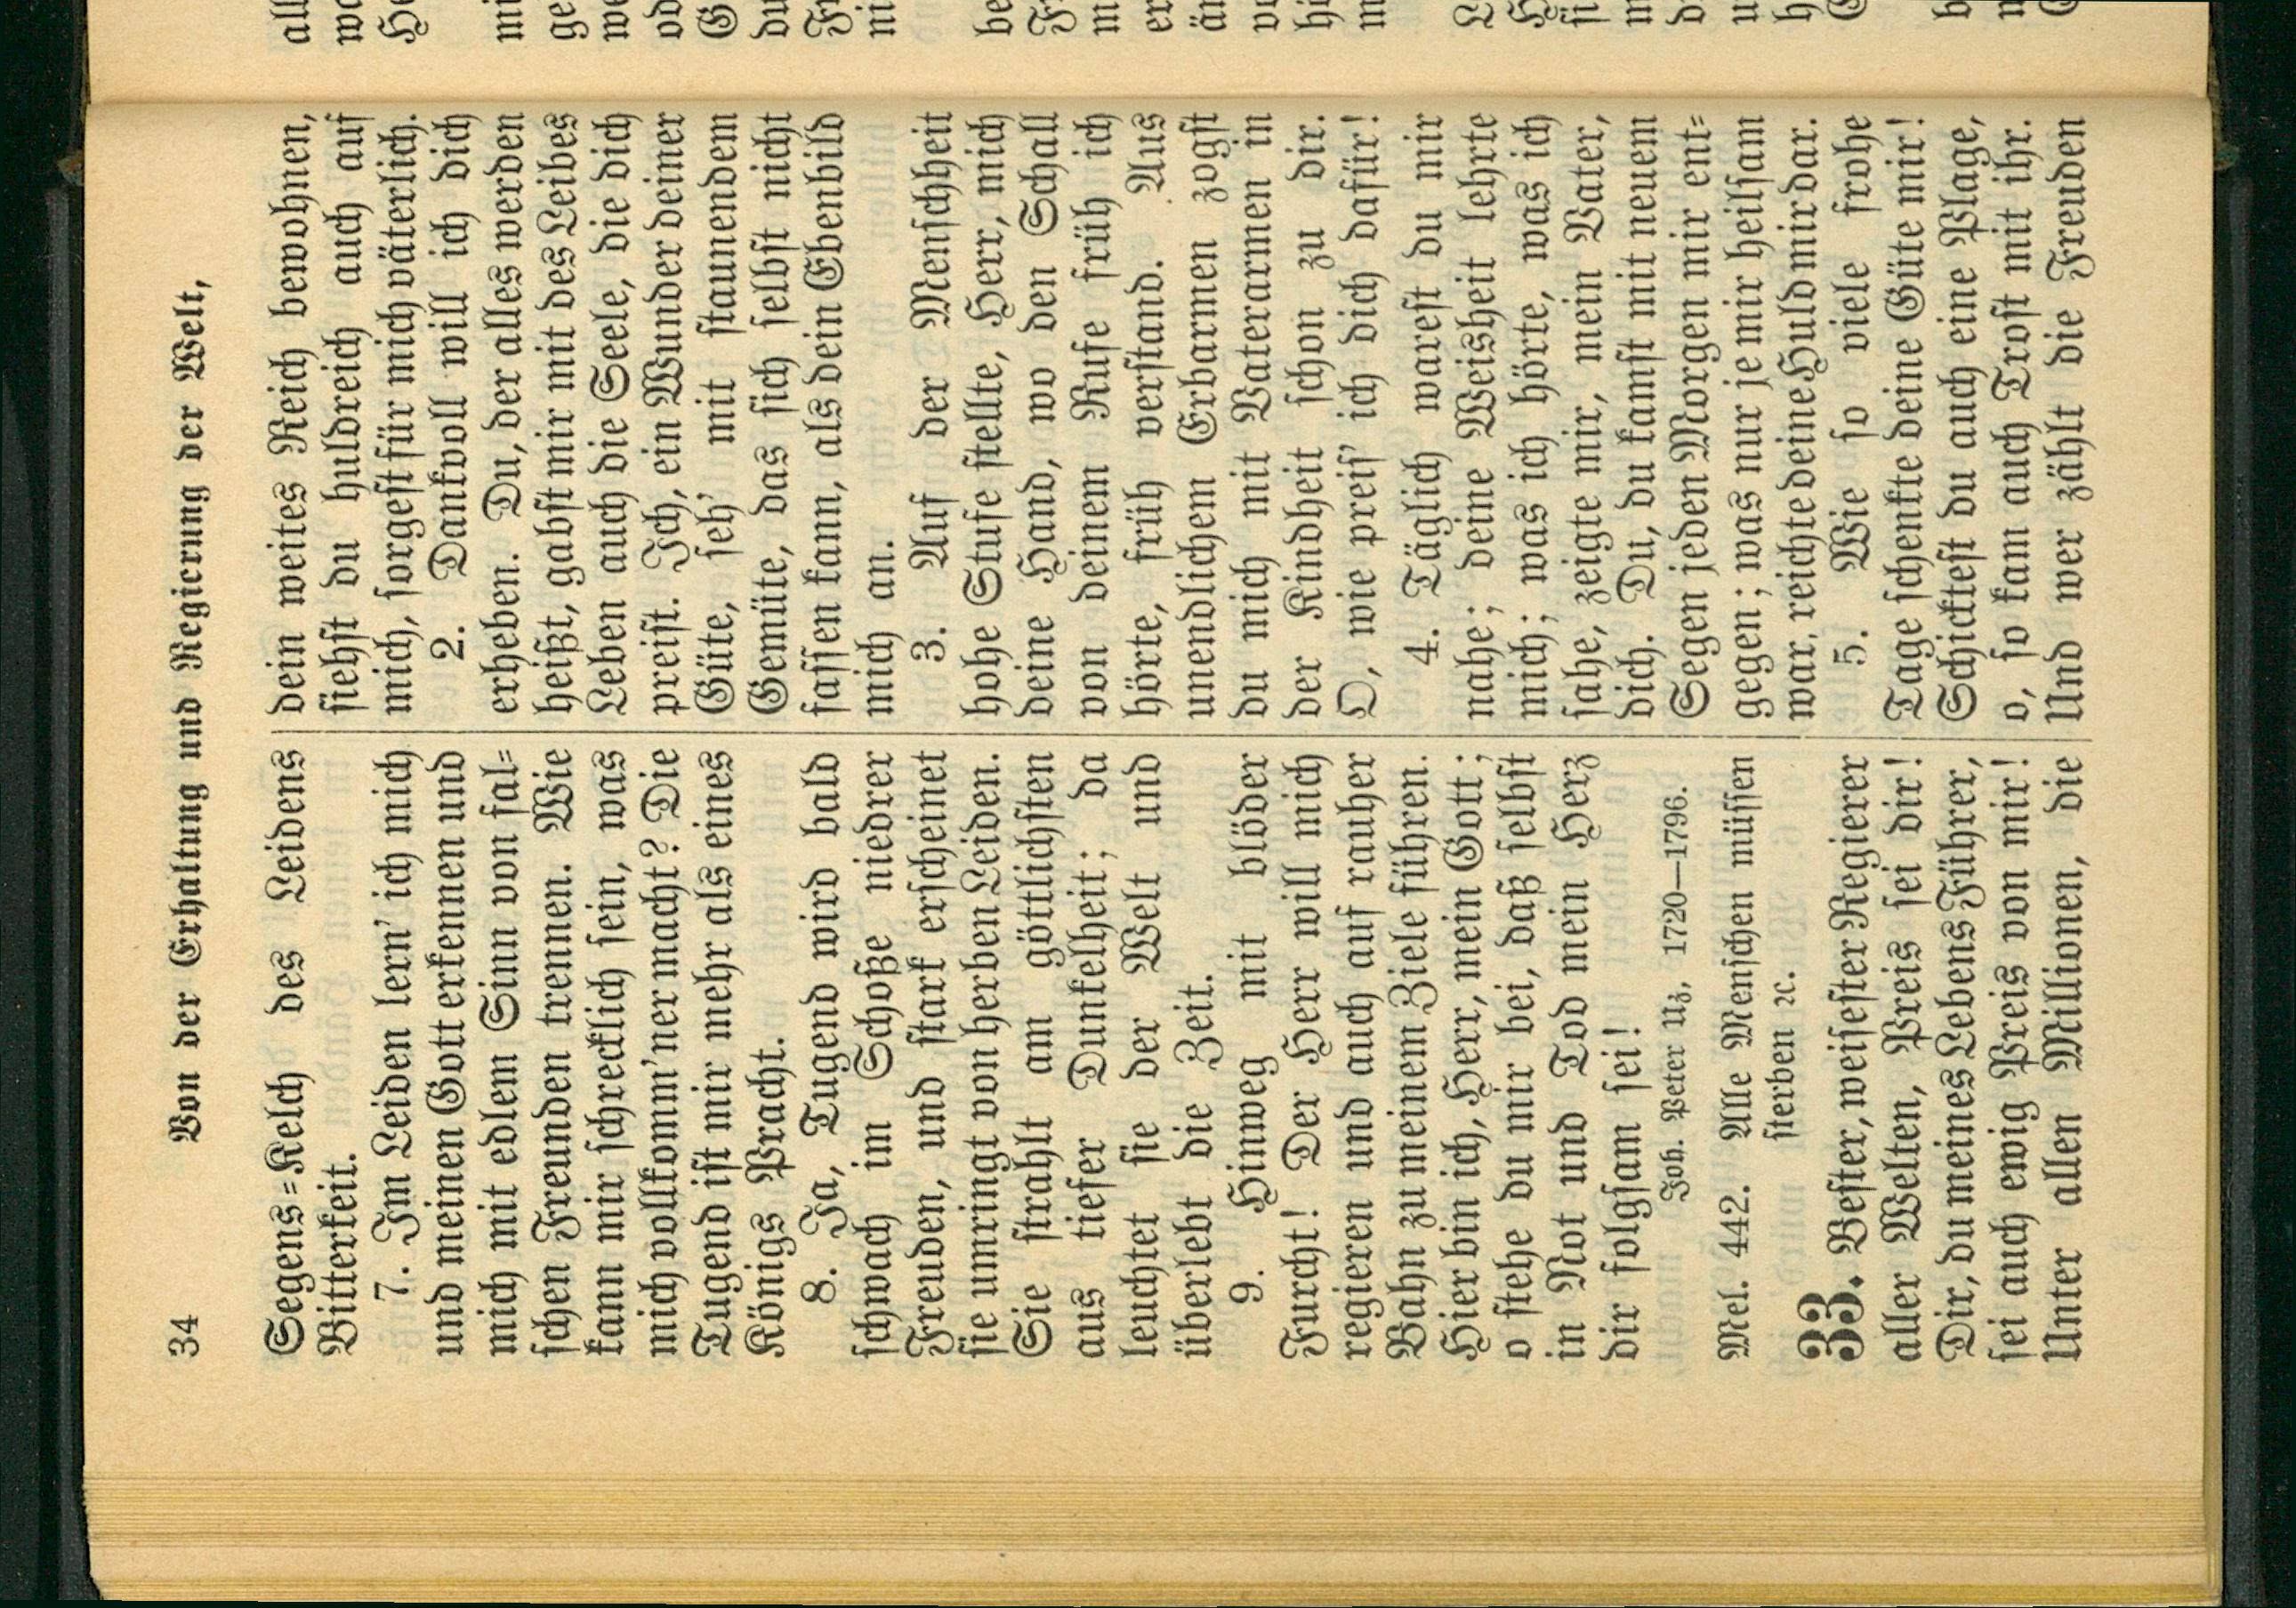 34 Von der Erhaltung und Regierung der Welt,
Segens=Kelch des Leidens
Bitterkeit.
7. Im Leiden lern' ich mich
und meinen Gott erkennen und
mich mit edlem Sinn von fal=
schen Freunden trennen. Wie
kann mir schrecklich sein, was
mich vollkomm'ner macht? Die
Tugend ist mir mehr als eines
Königs Pracht.
8. Ja, Tugend wird bald
schwach im Schoße niedrer
Freuden, und stark erscheinet
sie umringt von herben Leiden.
Sie strahlt am göttlichsten
aus tiefer Dunkelheit; da
leuchtet sie der Welt und
überlebt die Zeit.
9. Hinweg mit blöder
Furcht! Der Herr will mich
regieren und auch auf rauher
Bahn zu meinem Ziele führen.
Hier bin ich, Herr, mein Gott;
o stehe du mir bei, daß selbst
in Not und Tod mein Herz
dir folgsam sei!
Joh. Peter Uz, 1720—1796.
Mel. 442. Alle Menschen müssen
sterben ꝛc.
33. Bester, weisester Regierer
aller Welten, Preis sei dir!
Dir, du meines Lebens Führer,
sei auch ewig Preis von mir!
Unter allen Millionen, die
dein weites Reich bewohnen,
siehst du huldreich auch auf
mich, sorgest für mich väterlich.
2. Dankvoll will ich dich
erheben. Du, der alles werden
heißt, gabst mir mit des Leibes
Leben auch die Seele, die dich
preist. Ich, ein Wunder deiner
Güte, seh' mit staunendem
Gemüte, das sich selbst nicht
fassen kann, als dein Ebenbild
mich an.
3. Auf der Menschheit
hohe Stufe stellte, Herr, mich
deine Hand, wo den Schall
von deinem Rufe früh ich
hörte, früh verstand. Aus
unendlichem Erbarmen zogst
du mich mit Vaterarmen in
der Kindheit schon zu dir.
O, wie preis' ich dich dafür!
4. Täglich warest du mir
nahe; deine Weisheit lehrte
mich; was ich hörte, was ich
sahe, zeigte mir, mein Vater,
dich. Du, du kamst mit neuem
Segen jeden Morgen mir ent=
gegen; was nur je mir heilsam
war, reichte deine Huld mir dar.
5. Wie so viele frohe
Tage schenkte deine Güte mir!
Schicktest du auch eine Plage,
o, so kam auch Trost mit ihr.
Und wer zählt die Freuden